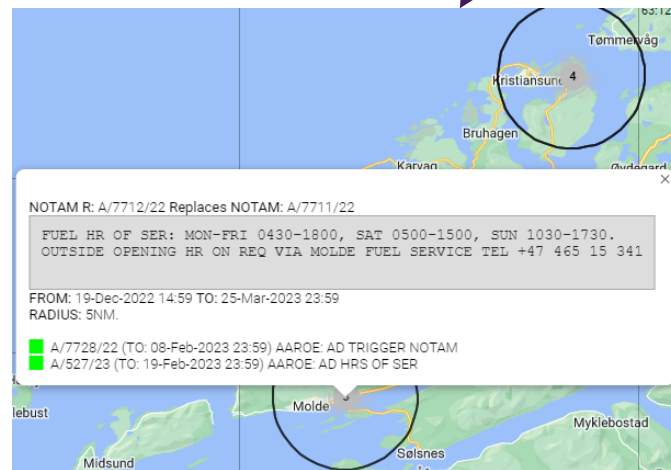 63:12
Tømmervåg
Kristiansund
4
Bruhagen
Karvåg
Øvdegard
×
NOTAM R: A/7712/22 Replaces NOTAM: A/7711/22
FUEL HR OF SER: MON-FRI 0430-1800, SAT 0500-1500, SUN 1030-1730.
OUTSIDE OPENING HR ON REQ VIA MOLDE FUEL SERVICE TEL +47 465 15 341
FROM: 19-Dec-2022 14:59 TO: 25-Mar-2023 23:59
RADIUS: 5NM.
A/7728/22 (TO: 08-Feb-2023 23:59) AAROE: AD TRIGGER NOTAM
A/527/23 (TO: 19-Feb-2023 23:59) AAROE: AD HRS OF SER
lebust
Molde
Myklebostad
Sølsnes
Midsund